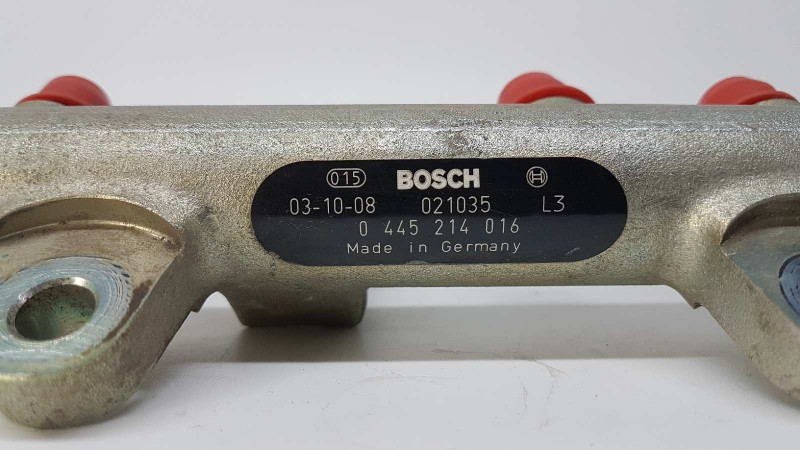 015 BOSCH
03-10-08 021035 L3
0 445 214 016
Made in Germany